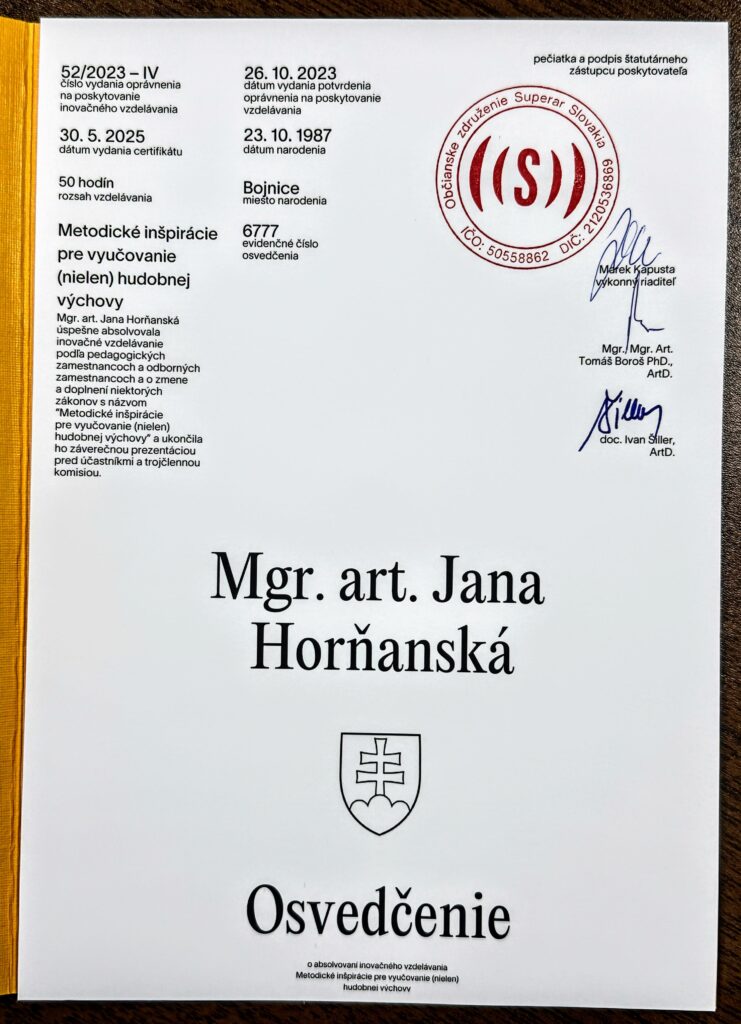 52/2023 – IV
číslo vydania oprávnenia
na poskytovanie
inovačného vzdelávania
26. 10. 2023
dátum vydania potvrdenia
oprávnenia na poskytovanie
vzdelávania
pečiatka a podpis štatutárneho
zástupcu poskytovateľa
30. 5. 2025
dátum vydania certifikátu
23. 10. 1987
dátum narodenia
50 hodín
rozsah vzdelávania
Bojnice
miesto narodenia
Metodické inšpirácie
pre vyučovanie
(nielen) hudobnej
výchovy
6777
evidenčné číslo
osvedčenia
Občianske združenie Superar Slovakia
((S))
IČO: 50558862 DIČ: 2120536869
Marek Kapusta
výkonný riaditeľ
Mgr. Mgr. Art.
Tomáš Boroš PhD.,
ArtD.
Šiller
doc. Ivan Šiller,
ArtD.
Mgr. art. Jana Horňanská
úspešne absolvovala
inovačné vzdelávanie
podľa pedagogických
zamestnancoch a odborných
zamestnancoch a o zmene
a doplnení niektorých
zákonov s názvom
"Metodické inšpirácie
pre vyučovanie (nielen)
hudobnej výchovy" a ukončila
ho záverečnou prezentáciou
pred účastníkmi a trojčlennou
komisiou.
Mgr. art. Jana
Horňanská
Osvedčenie
o absolvovaní inovačného vzdelávania
Metodické inšpirácie pre vyučovanie (nielen)
hudobnej výchovy